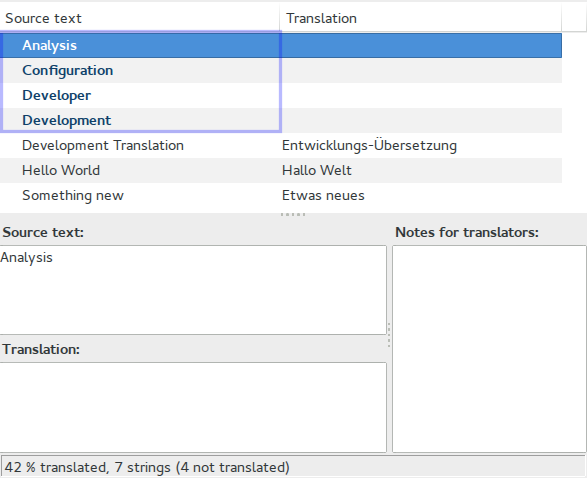 Source text Translation
Analysis
Configuration
Developer
Development
Development Translation Entwicklungs-Übersetzung
Hello World Hallo Welt
Something new Etwas neues
Source text: Notes for translators:
Analysis
Translation:
42 % translated, 7 strings (4 not translated)